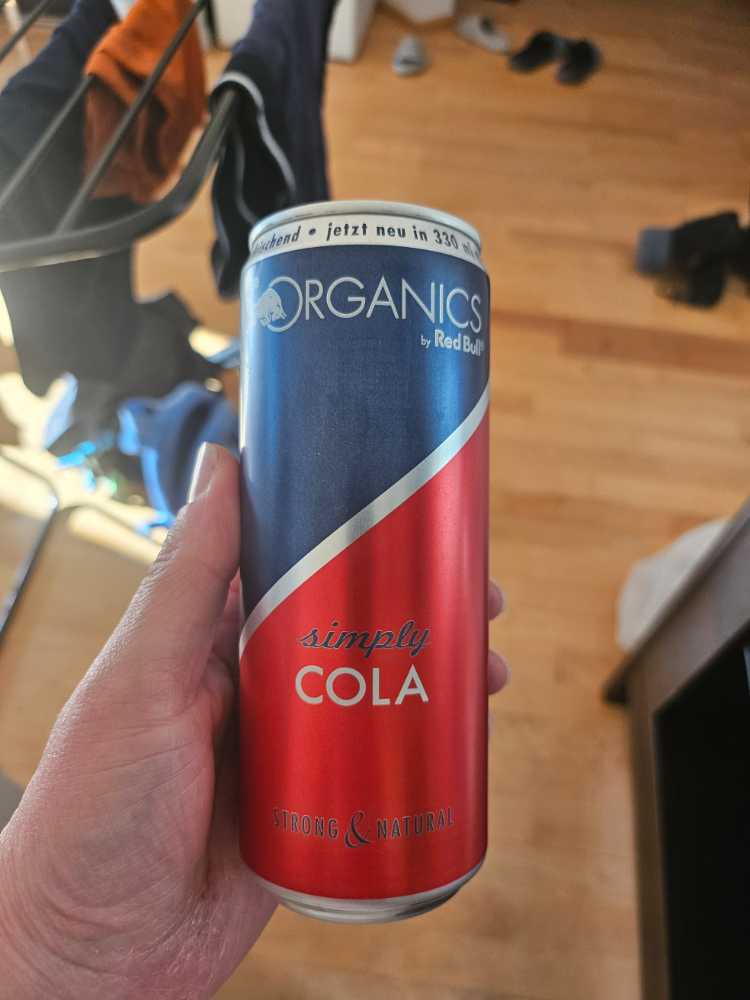 • jetzt neu in 330 ml
ORGANICS
by Red Bull
simply
COLA
STRONG & NATURAL